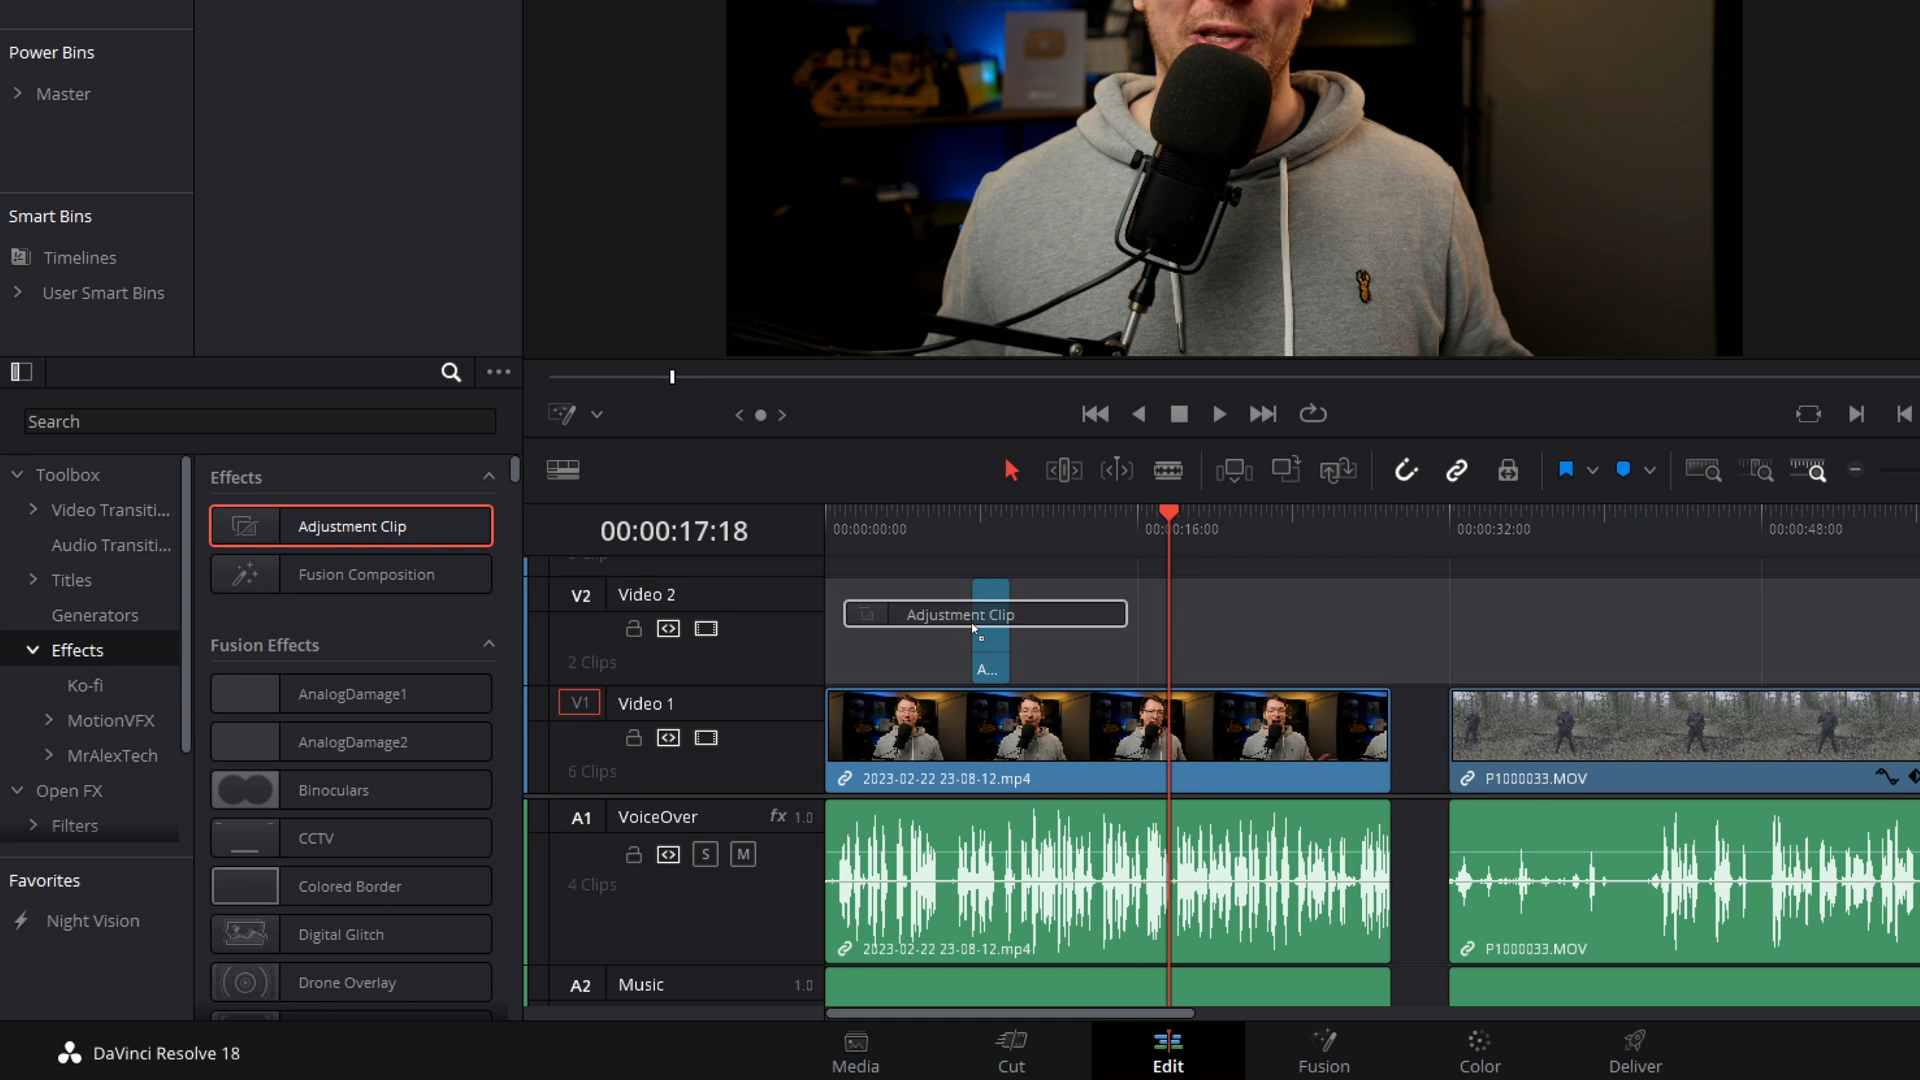 Power Bins
Master
Smart Bins
Timelines
User Smart Bins
Search
Toolbox
Video Transiti...
Audio Transiti...
Titles
Generators
Effects
Ko-fi
MotionVFX
MrAlexTech
Open FX
Filters
Favorites
Night Vision
Effects
Adjustment Clip
Fusion Composition
Fusion Effects
AnalogDamage1
AnalogDamage2
Binoculars
CCTV
Colored Border
Digital Glitch
Drone Overlay
00:00:17:18
00:00:00:00
00:00:16:00
00:00:32:00
00:00:48:00
V2 Video 2
2 Clips
Adjustment Clip
A...
V1 Video 1
6 Clips
2023-02-22 23-08-12.mp4
P1000033.MOV
A1 VoiceOver fx 1.0
S M
4 Clips
2023-02-22 23-08-12.mp4
P1000033.MOV
A2 Music 1.0
DaVinci Resolve 18
Media
Cut
Edit
Fusion
Color
Deliver